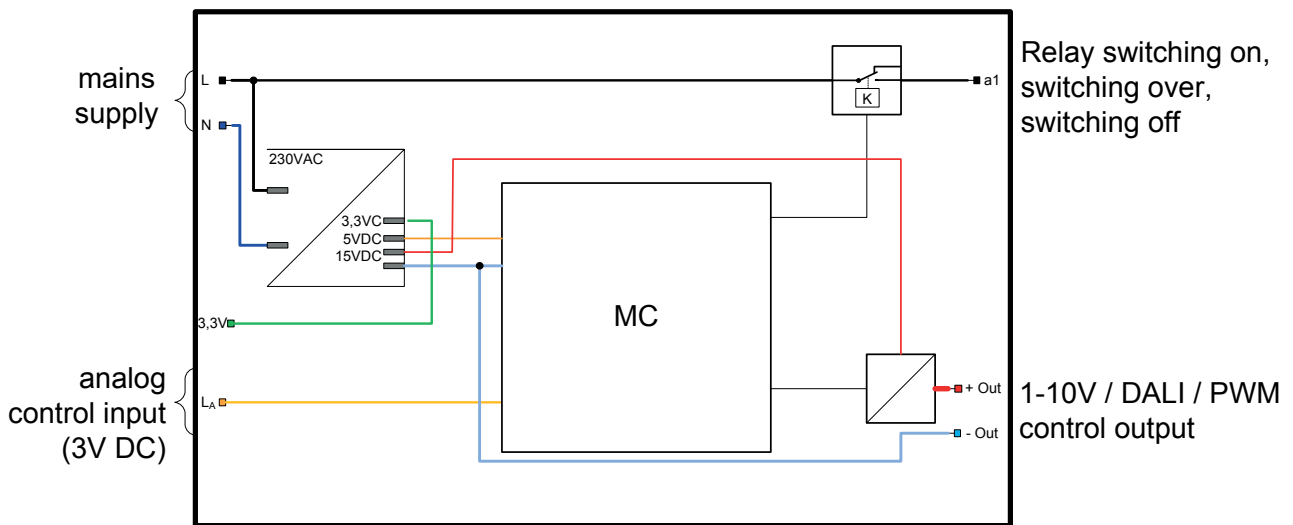 mains
supply
L
N
230VAC
3,3VC
5VDC
15VDC
3,3V
analog
control input
(3V DC)
LA
MC
K
a1
Relay switching on,
switching over,
switching off
+ Out
- Out
1-10V / DALI / PWM
control output